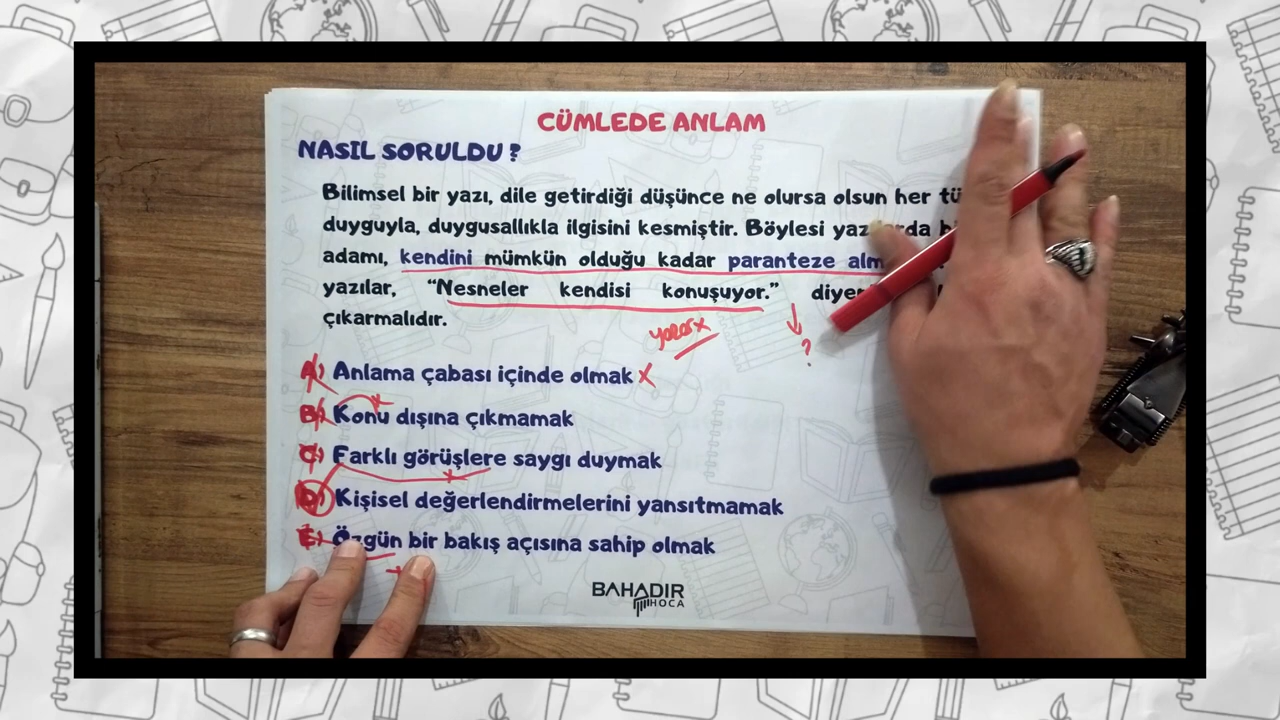 CÜMLEDE ANLAM
NASIL SORULDU ?
Bilimsel bir yazı, dile getirdiği düşünce ne olursa olsun her
duyguyla, duygusallıkla ilgisini kesmiştir. Böylesi
adamı, kendini mümkün olduğu kadar paranteze
yazılar, “Nesneler kendisi konuşuyor.”
çıkarmalıdır.
yazar x
?
A) Anlama çabası içinde olmak x
B) Konu dışına çıkmamak
C) Farklı görüşlere saygı duymak
D) Kişisel değerlendirmelerini yansıtmamak
E) Özgün bir bakış açısına sahip olmak
BAHADIR
HOCA